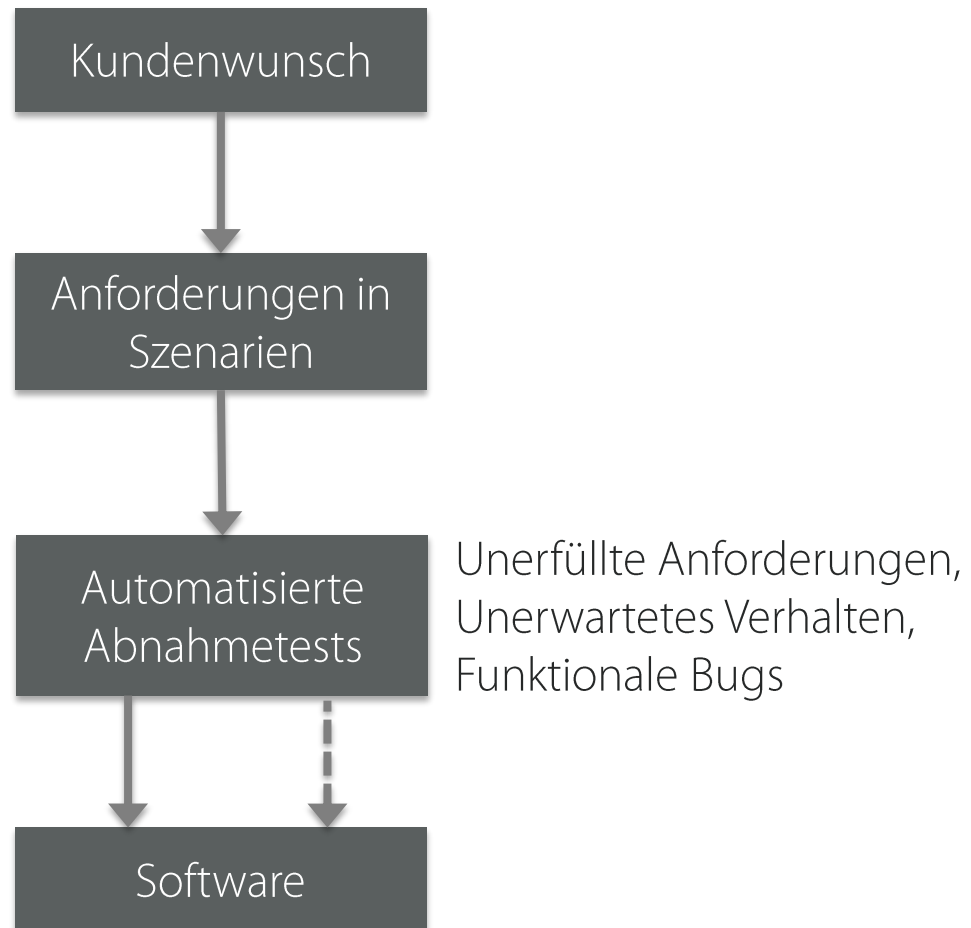 Kundenwunsch
Anforderungen in
Szenarien
Automatisierte
Abnahmetests
Unerfüllte Anforderungen,
Unerwartetes Verhalten,
Funktionale Bugs
Software